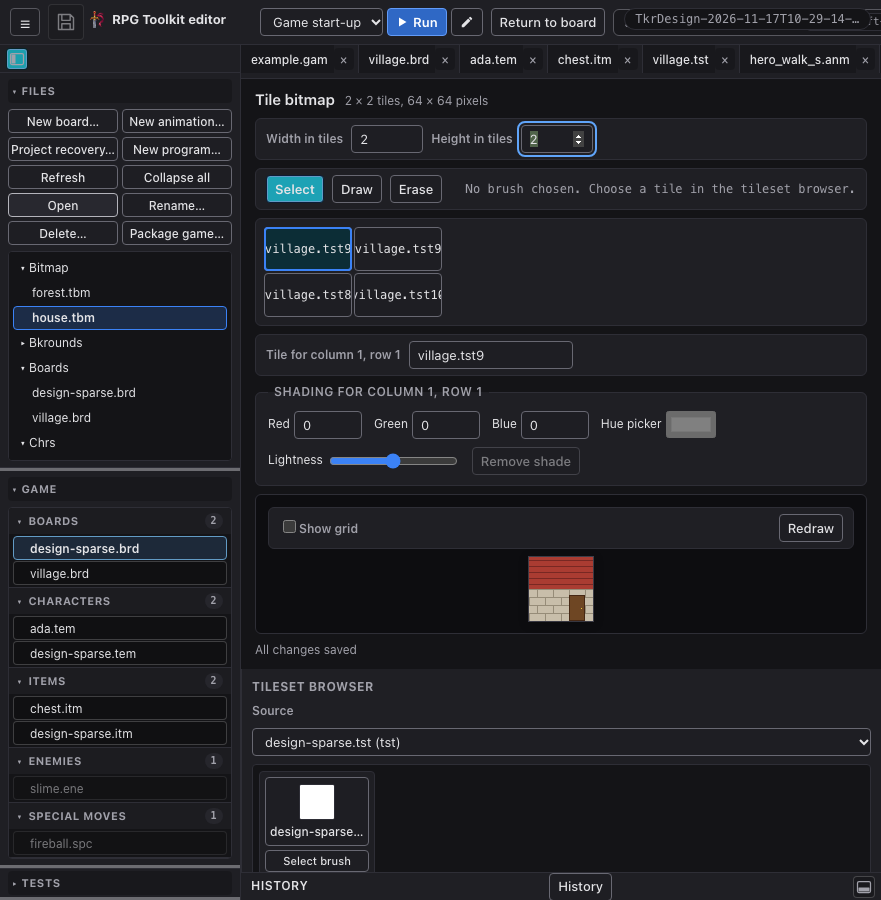 RPG Toolkit editor
Game start-up
Run
Return to board
TkrDesign-2026-11-17T10-29-14-…
example.gam ×
village.brd ×
ada.tem ×
chest.itm ×
village.tst ×
hero_walk_s.anm ×
FILES
New board...
New animation...
Project recovery...
New program...
Refresh
Collapse all
Open
Rename...
Delete...
Package game...
Bitmap
forest.tbm
house.tbm
Bkrounds
Boards
design-sparse.brd
village.brd
Chrs
GAME
BOARDS 2
design-sparse.brd
village.brd
CHARACTERS 2
ada.tem
design-sparse.tem
ITEMS 2
chest.itm
design-sparse.itm
ENEMIES 1
slime.ene
SPECIAL MOVES 1
fireball.spc
TESTS
Tile bitmap 2 × 2 tiles, 64 × 64 pixels
Width in tiles 2 Height in tiles 2
Select Draw Erase No brush chosen. Choose a tile in the tileset browser.
village.tst9 village.tst9
village.tst8 village.tst10
Tile for column 1, row 1 village.tst9
SHADING FOR COLUMN 1, ROW 1
Red 0 Green 0 Blue 0 Hue picker
Lightness Remove shade
Show grid Redraw
All changes saved
TILESET BROWSER
Source
design-sparse.tst (tst)
design-sparse...
Select brush
HISTORY
History